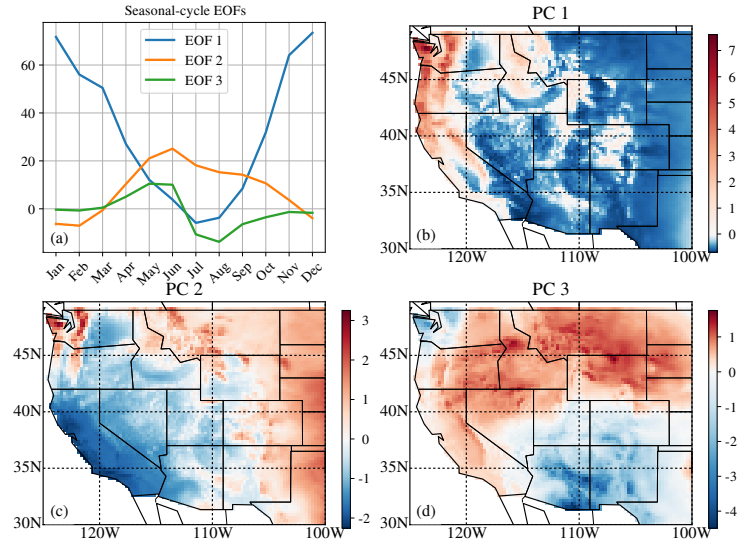 Seasonal-cycle EOFs
EOF 1
EOF 2
EOF 3
60
40
20
0
(a)
Jan Feb Mar Apr May Jun Jul Aug Sep Oct Nov Dec
PC 1
45N
40N
35N
30N
(b)
120W 110W 100W
7
6
5
4
3
2
1
0
PC 2
45N
40N
35N
30N
(c)
120W 110W 100W
3
2
1
0
-1
-2
PC 3
45N
40N
35N
30N
(d)
120W 110W 100W
1
0
-1
-2
-3
-4